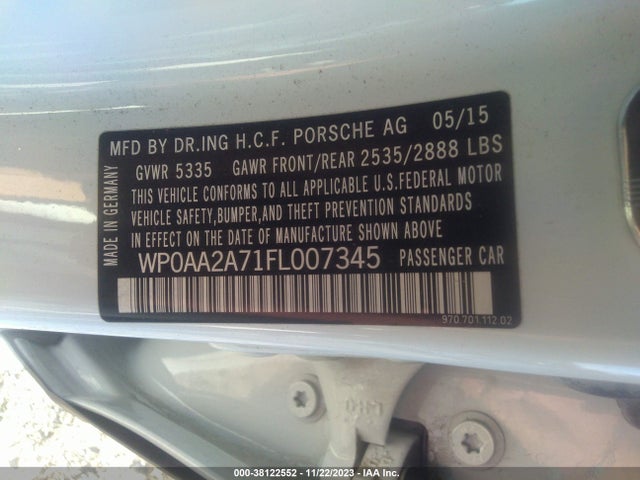 MFD BY DR.ING H.C.F. PORSCHE AG 05/15
GVWR 5335 GAWR FRONT/REAR 2535/2888 LBS
THIS VEHICLE CONFORMS TO ALL APPLICABLE U.S.FEDERAL MOTOR
VEHICLE SAFETY,BUMPER,AND THEFT PREVENTION STANDARDS
IN EFFECT ON THE DATE OF MANUFACTURE SHOWN ABOVE
WP0AA2A71FL007345 PASSENGER CAR
MADE IN GERMANY
970.701.112.02
000-38122552 - 11/22/2023 - IAA Inc.